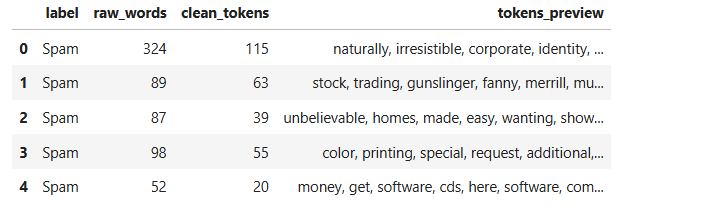 label raw_words clean_tokens tokens_preview
0 Spam 324 115 naturally, irresistible, corporate, identity, ...
1 Spam 89 63 stock, trading, gunslinger, fanny, merrill, mu...
2 Spam 87 39 unbelievable, homes, made, easy, wanting, show...
3 Spam 98 55 color, printing, special, request, additional,...
4 Spam 52 20 money, get, software, cds, here, software, com...